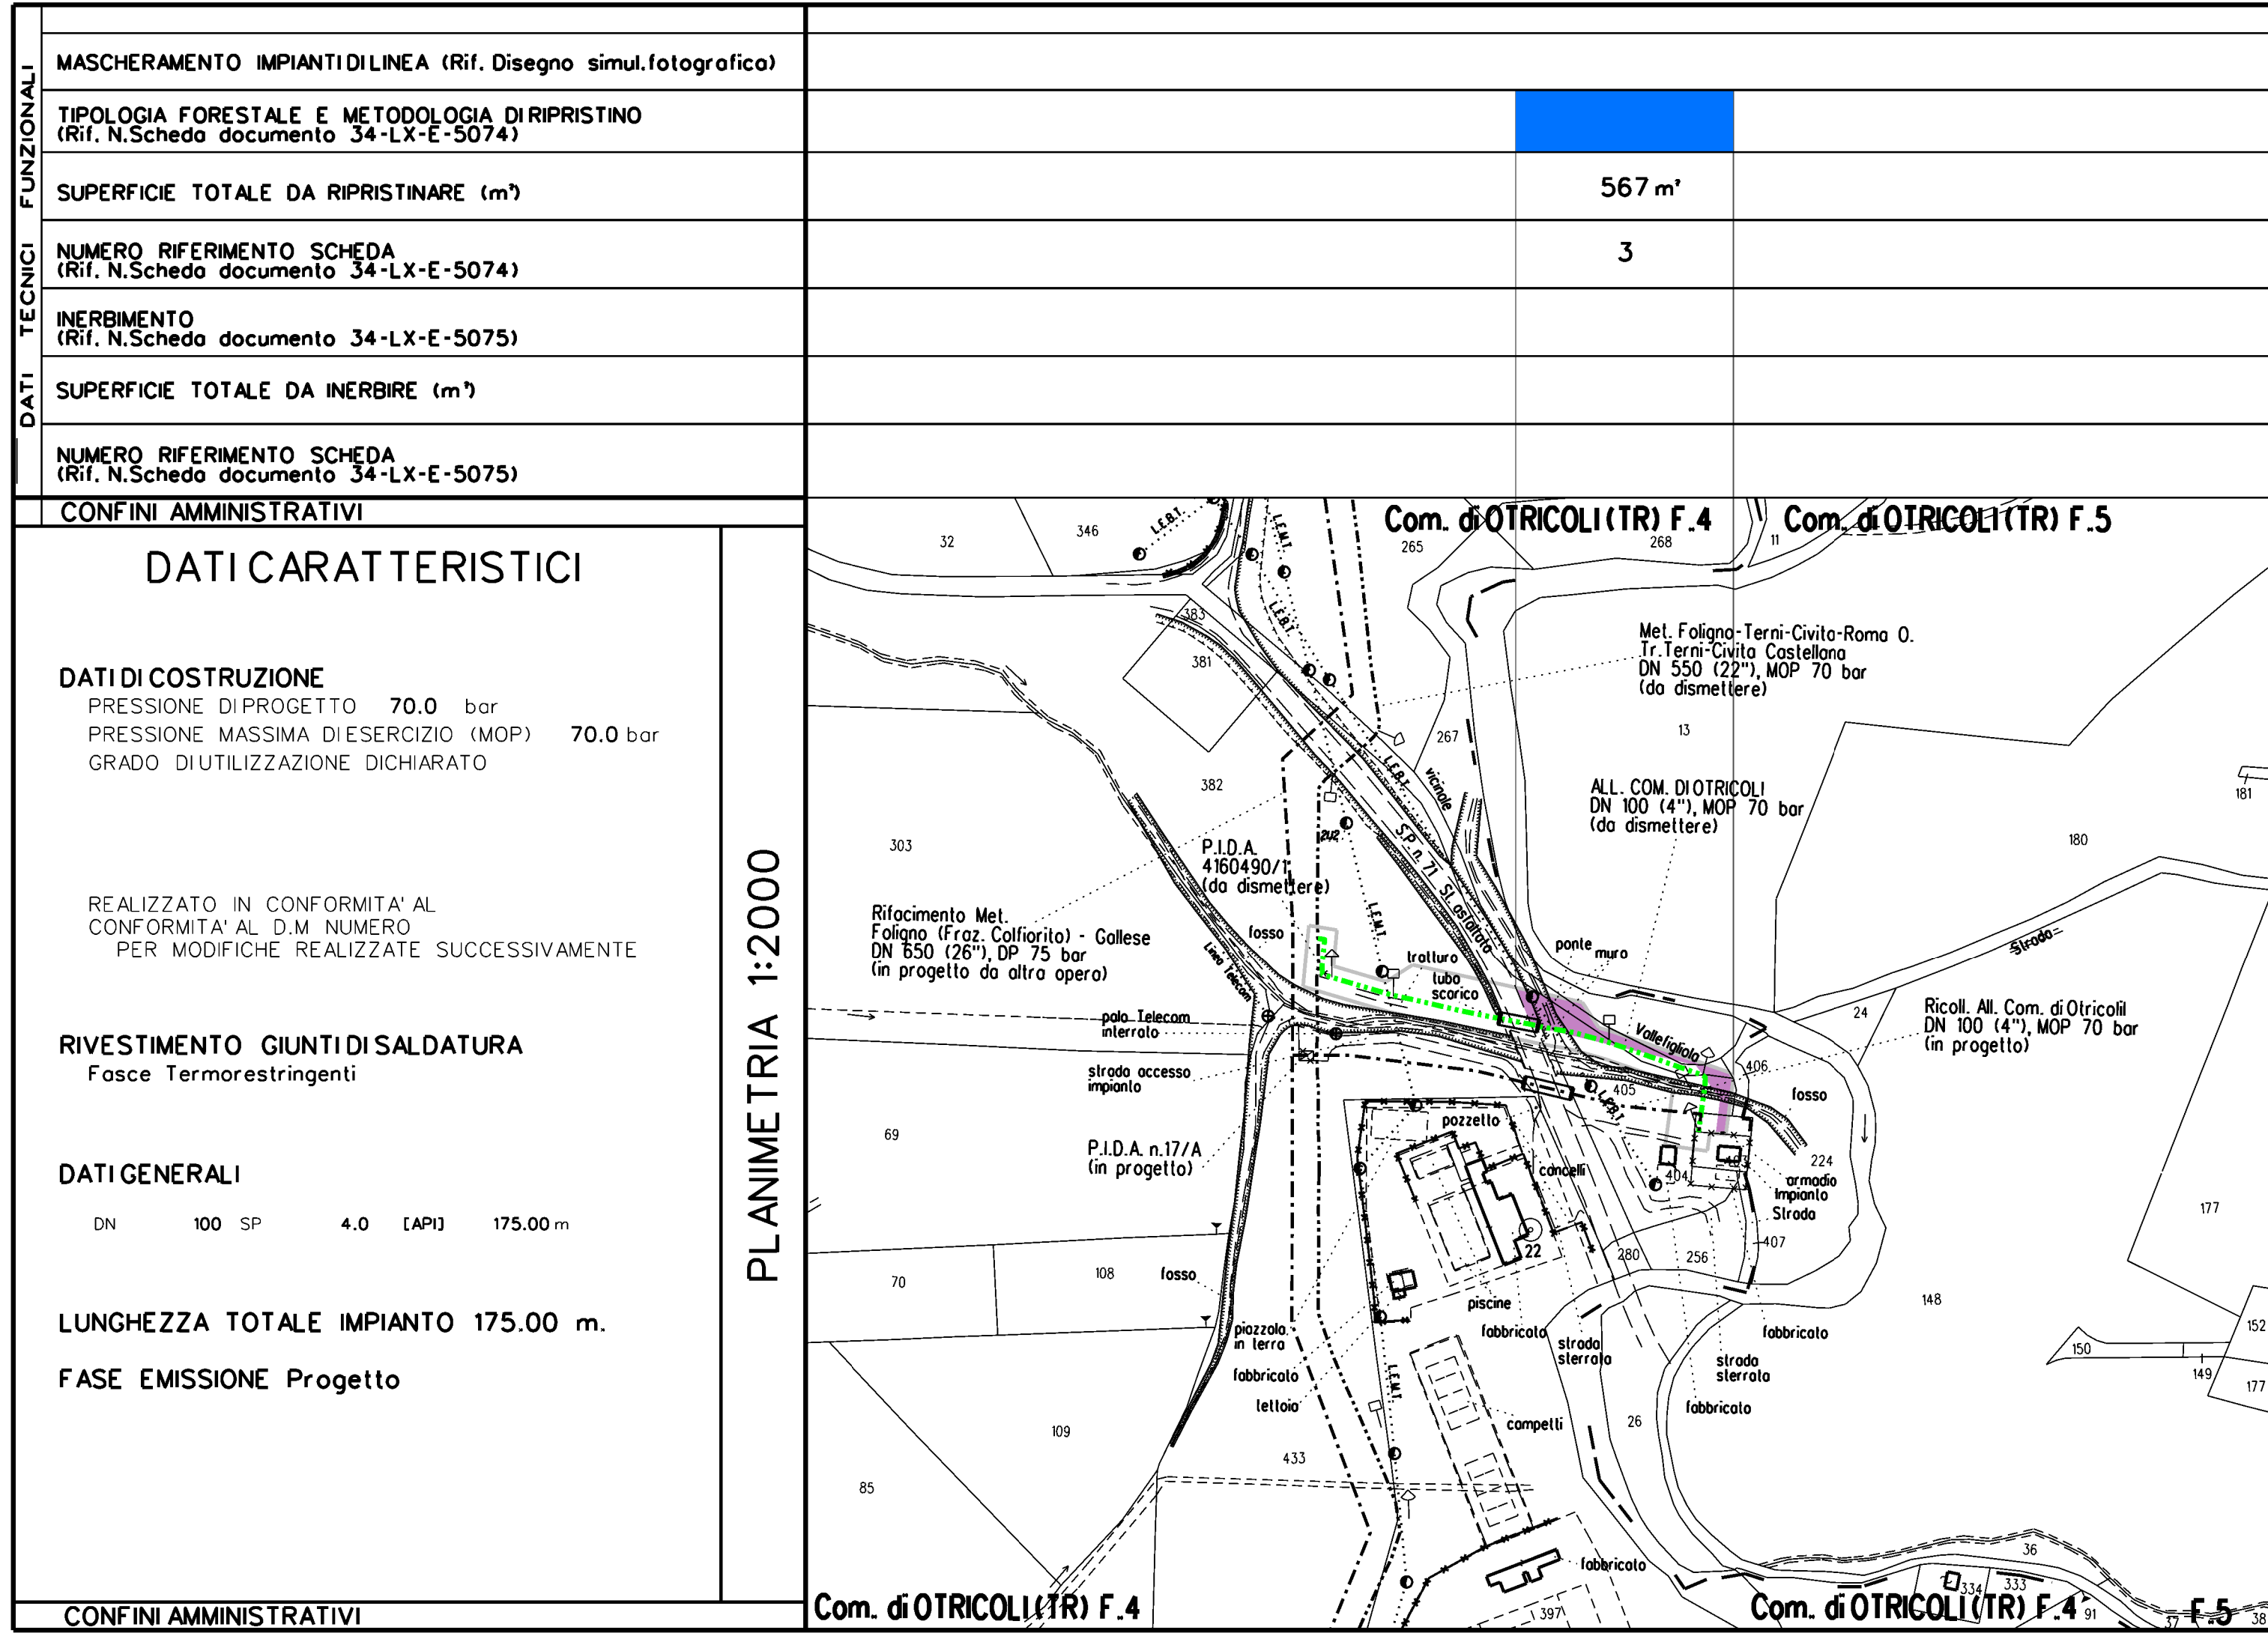 DATI TECNICI FUNZIONALI
MASCHERAMENTO IMPIANTI DI LINEA (Rif. Disegno simul.fotografica)
TIPOLOGIA FORESTALE E METODOLOGIA DI RIPRISTINO
(Rif. N.Scheda documento 34-LX-E-5074)
SUPERFICIE TOTALE DA RIPRISTINARE (m²)
567 m²
NUMERO RIFERIMENTO SCHEDA
(Rif. N.Scheda documento 34-LX-E-5074)
3
INERBIMENTO
(Rif. N.Scheda documento 34-LX-E-5075)
SUPERFICIE TOTALE DA INERBIRE (m²)
NUMERO RIFERIMENTO SCHEDA
(Rif. N.Scheda documento 34-LX-E-5075)
CONFINI AMMINISTRATIVI
DATI CARATTERISTICI
DATI DI COSTRUZIONE
PRESSIONE DI PROGETTO 70.0 bar
PRESSIONE MASSIMA DI ESERCIZIO (MOP) 70.0 bar
GRADO DI UTILIZZAZIONE DICHIARATO
REALIZZATO IN CONFORMITA' AL
CONFORMITA' AL D.M NUMERO
PER MODIFICHE REALIZZATE SUCCESSIVAMENTE
RIVESTIMENTO GIUNTI DI SALDATURA
Fasce Termorestringenti
DATI GENERALI
DN 100 SP 4.0 [API] 175.00 m
LUNGHEZZA TOTALE IMPIANTO 175.00 m.
FASE EMISSIONE Progetto
CONFINI AMMINISTRATIVI
PLANIMETRIA 1:2000
Com. di OTRICOLI (TR) F.4
Com. di OTRICOLI (TR) F.5
32
346
L.F.B.T.
L.F.M.T.
265
268
11
383
L.F.B.T.
381
Met. Foligno-Terni-Civita-Roma O.
Tr.Terni-Civita Castellana
DN 550 (22"), MOP 70 bar
(da dismettere)
267
13
382
L.F.B.T.
vicinale
ALL. COM. DI OTRICOLI
DN 100 (4"), MOP 70 bar
(da dismettere)
181
303
180
P.I.D.A.
4160490/1
(da dismettere)
S.P. n. 71 St. asfaltata
L.F.M.T.
Rifacimento Met.
Foligno (Fraz. Colfiorito) - Gallese
DN 650 (26"), DP 75 bar
(in progetto da altra opera)
fosso
Linea Telecom
tratturo
tubo
scarico
ponte
muro
Strada
24
Ricoll. All. Com. di Otricoli
DN 100 (4"), MOP 70 bar
(in progetto)
palo Telecom
interrato
Vallefigliola
strada accesso
impianto
406
405
L.F.B.T.
fosso
69
P.I.D.A. n.17/A
(in progetto)
pozzetto
cancelli
404
403
224
armadio
Impianto
Strada
177
22
280
256
407
70
108
fosso
148
piscine
fabbricato
piazzola
in terra
fabbricato
tettoia
strada
sterrata
fabbricato
strada
sterrata
fabbricato
152
150
149
177
L.F.M.T.
campetti
26
109
433
85
fabbricato
36
334
333
397
91
37
38
Com. di OTRICOLI (TR) F.4
Com. di OTRICOLI (TR) F.4
F.5